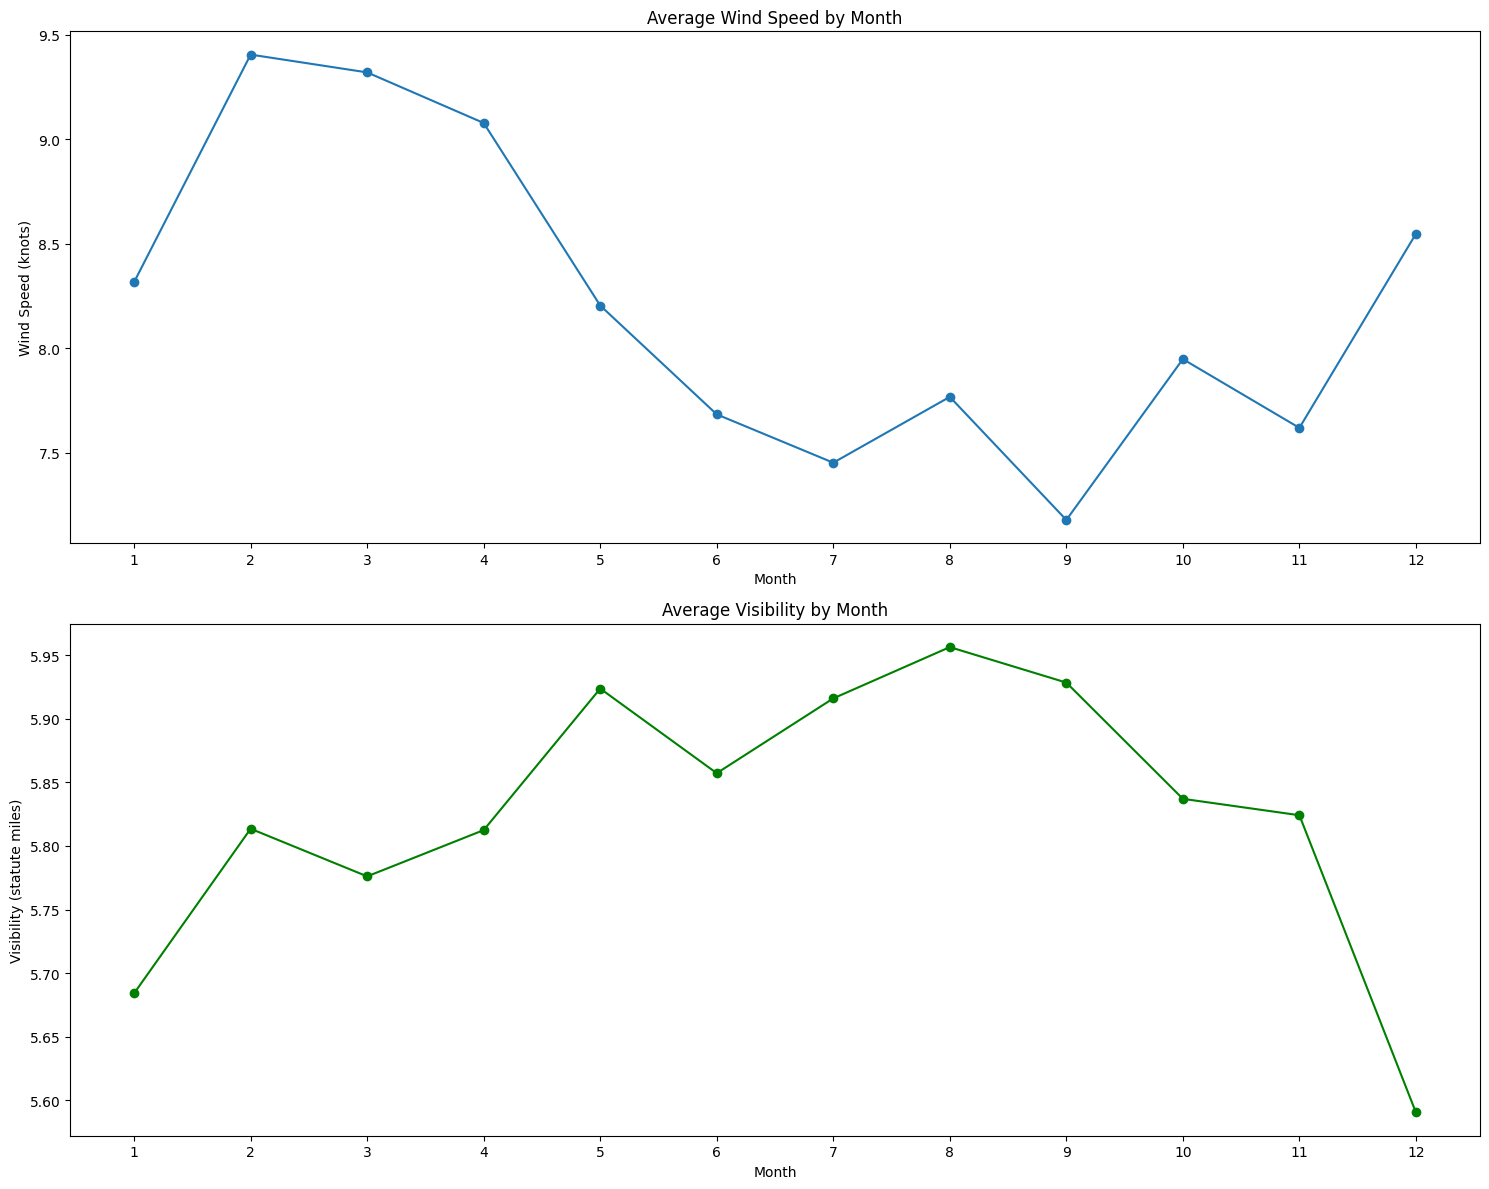 Average Wind Speed by Month
Wind Speed (knots)
9.5
9.0
8.5
8.0
7.5
1 2 3 4 5 6 7 8 9 10 11 12
Month
Average Visibility by Month
Visibility (statute miles)
5.95
5.90
5.85
5.80
5.75
5.70
5.65
5.60
1 2 3 4 5 6 7 8 9 10 11 12
Month